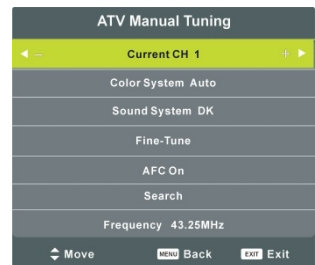 ATV Manual Tuning
Current CH 1
Color System Auto
Sound System DK
Fine-Tune
AFC On
Search
Frequency 43.25MHz
Move MENU Back EXIT Exit